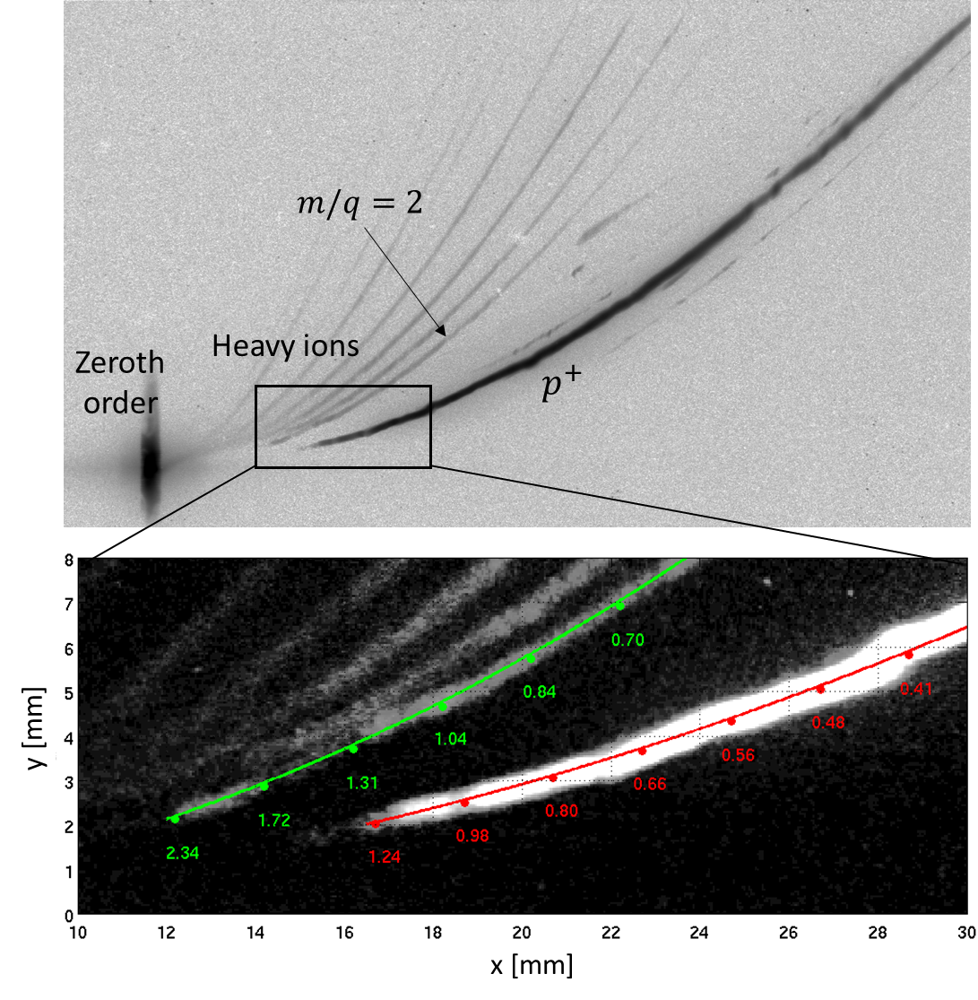 m/q = 2
Heavy ions
Zeroth
order
p⁺
8
7
6
5
4
3
2
1
0
y [mm]
0.70
0.84
1.04
1.31
1.72
2.34
0.41
0.48
0.56
0.66
0.80
0.98
1.24
10 12 14 16 18 20 22 24 26 28 30
x [mm]